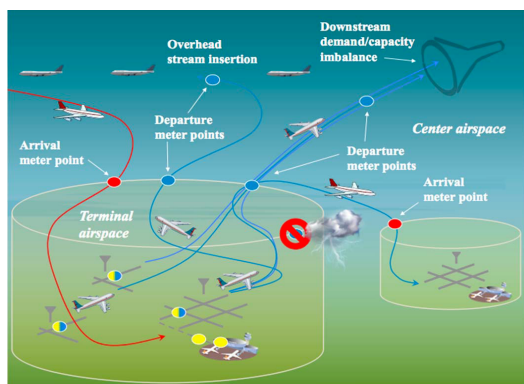 Overhead
stream insertion
Downstream
demand/capacity
imbalance
Departure
meter points
Center airspace
Arrival
meter point
Departure
meter points
Arrival
meter point
Terminal
airspace